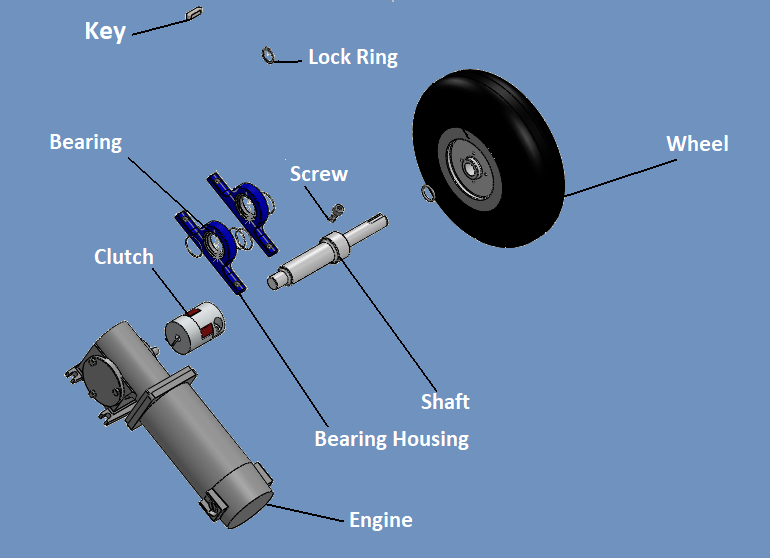 Key
Lock Ring
Bearing
Wheel
Screw
Clutch
Shaft
Bearing Housing
Engine